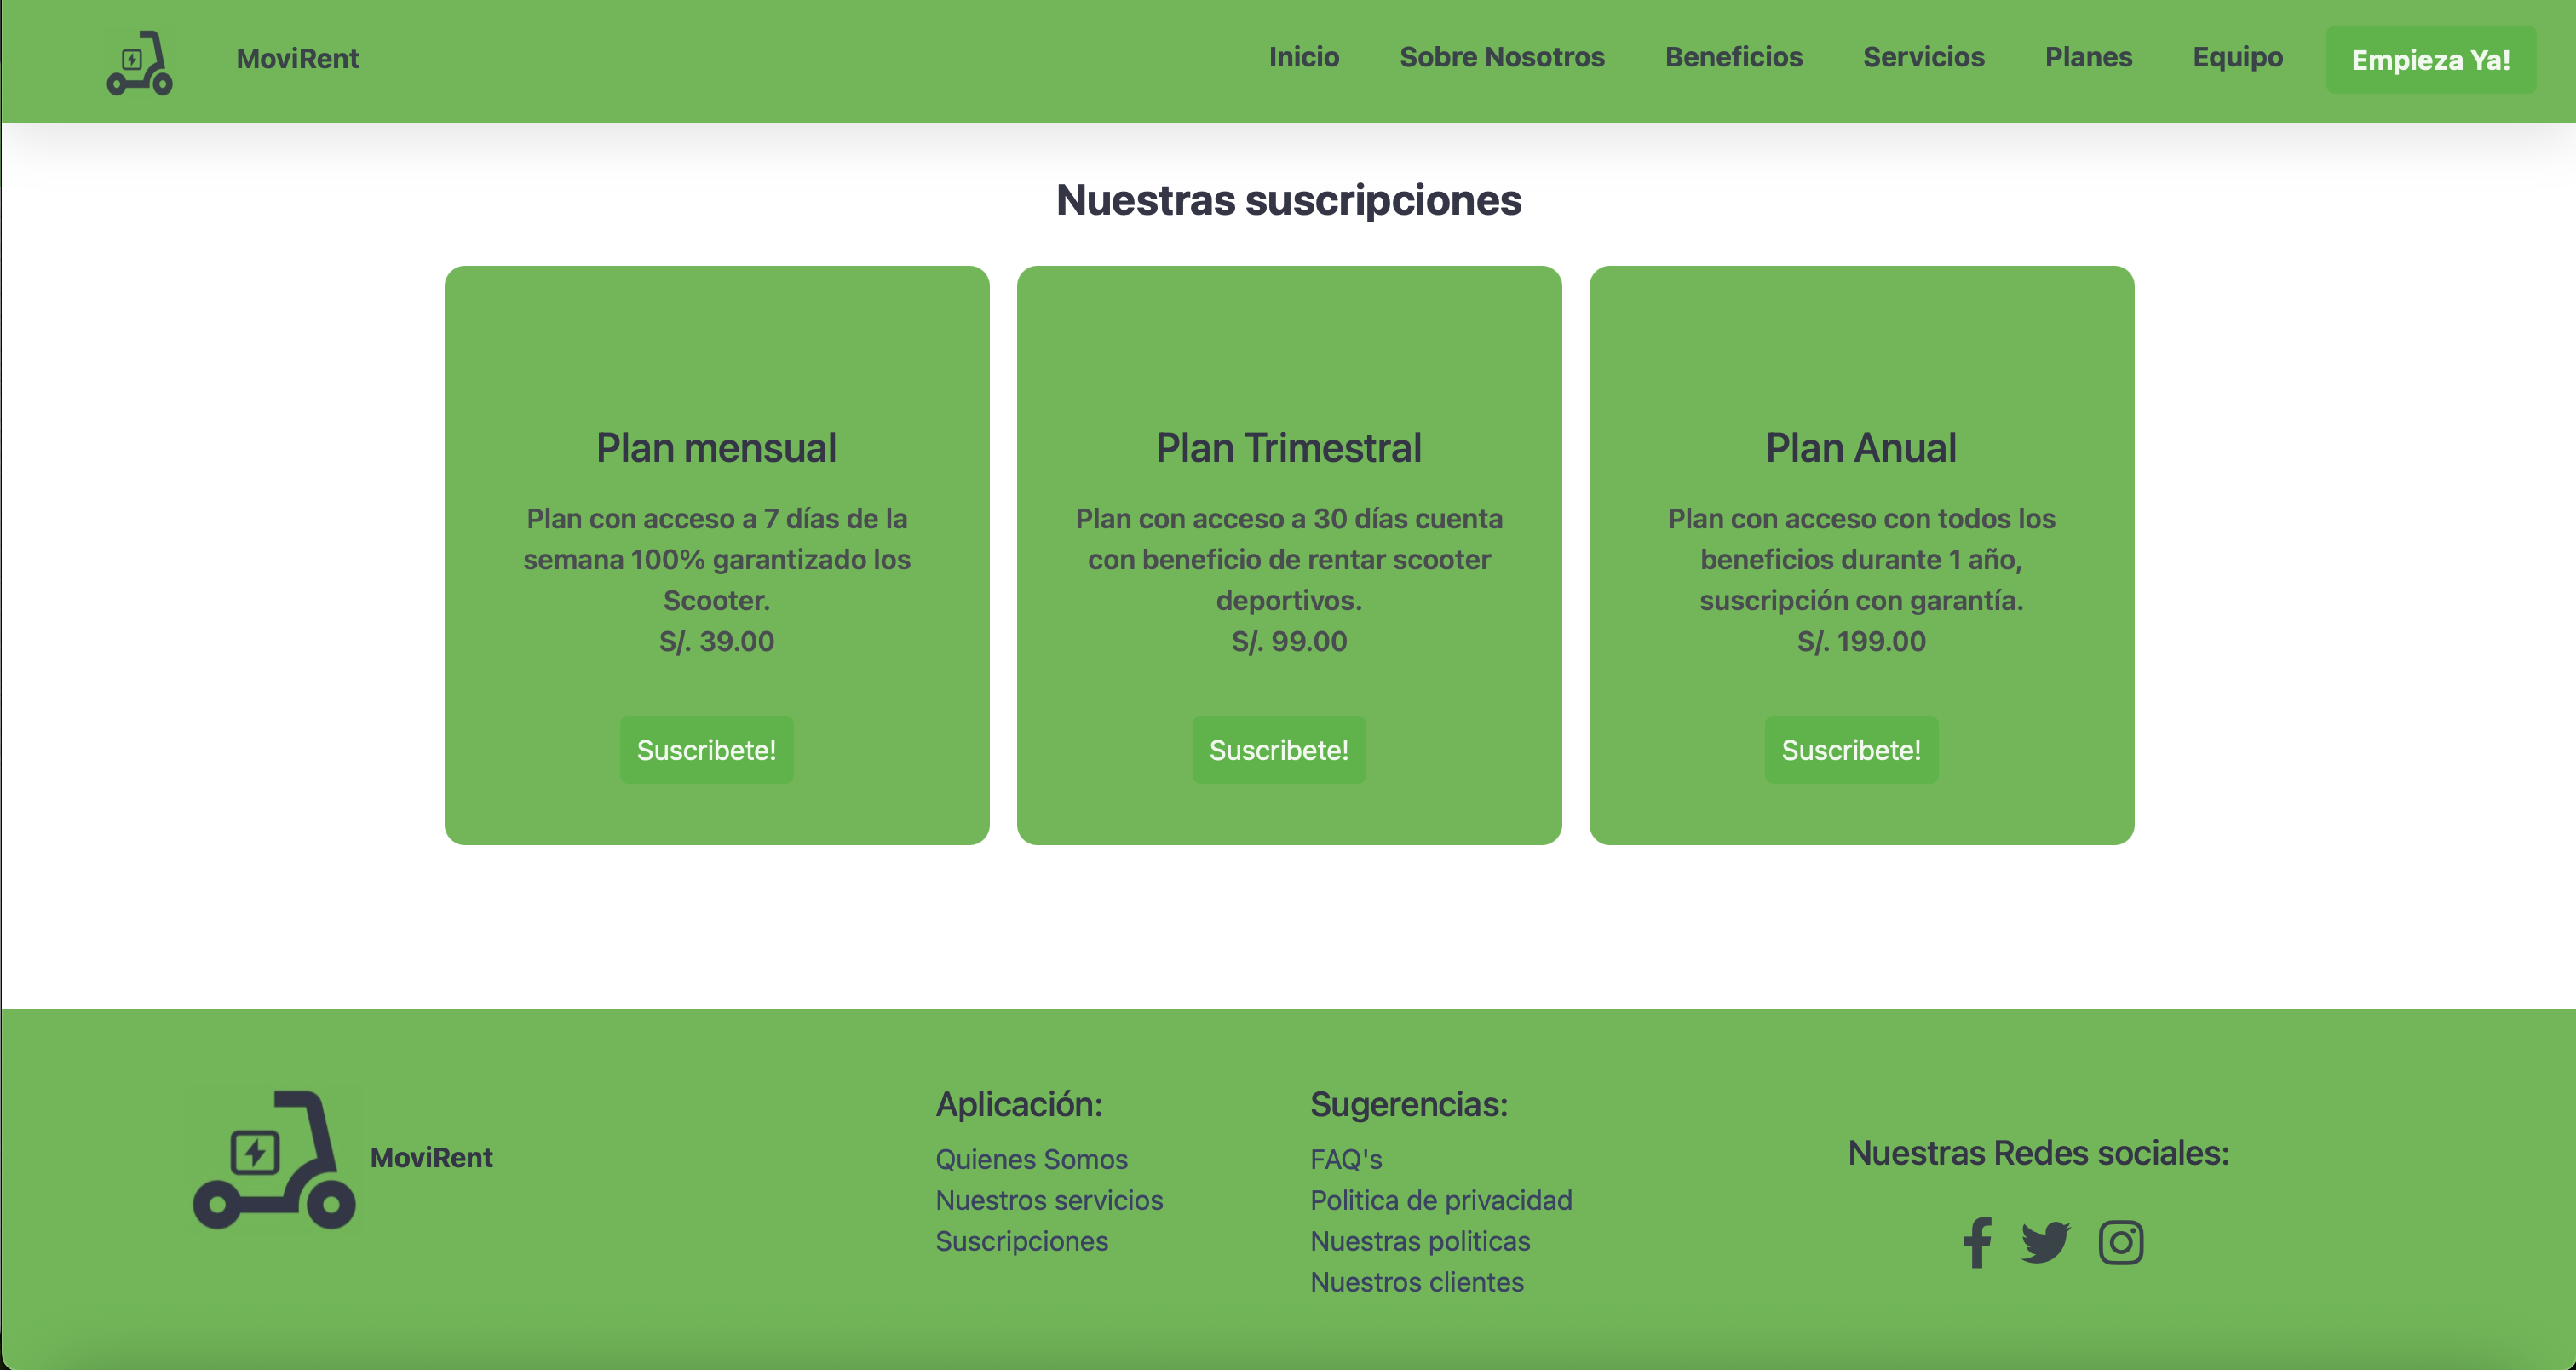 MoviRent
Inicio
Sobre Nosotros
Beneficios
Servicios
Planes
Equipo
Empieza Ya!
Nuestras suscripciones
Plan mensual
Plan con acceso a 7 días de la
semana 100% garantizado los
Scooter.
S/. 39.00
Suscribete!
Plan Trimestral
Plan con acceso a 30 días cuenta
con beneficio de rentar scooter
deportivos.
S/. 99.00
Suscribete!
Plan Anual
Plan con acceso con todos los
beneficios durante 1 año,
suscripción con garantía.
S/. 199.00
Suscribete!
MoviRent
Aplicación:
Quienes Somos
Nuestros servicios
Suscripciones
Sugerencias:
FAQ's
Politica de privacidad
Nuestras politicas
Nuestros clientes
Nuestras Redes sociales: